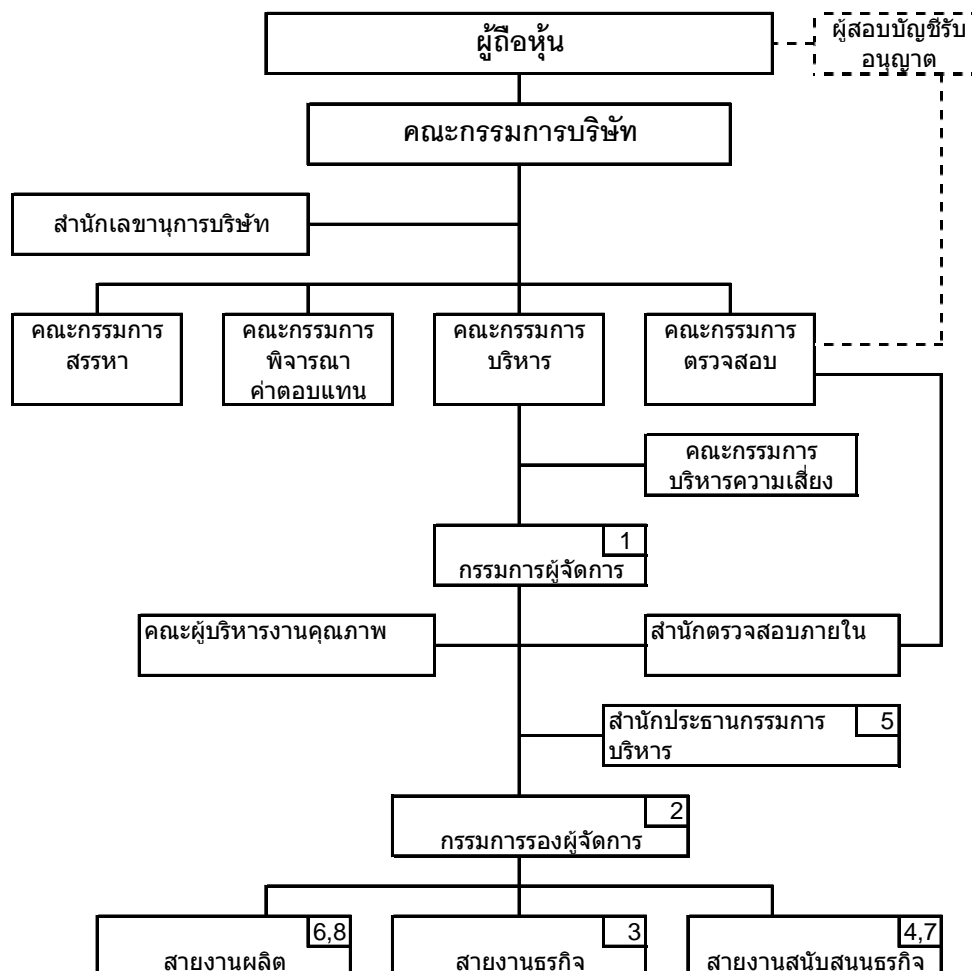 ผู้ถือหุ้น
ผู้สอบบัญชีรับ
อนุญาต
คณะกรรมการบริษัท
สำนักเลขานุการบริษัท
คณะกรรมการ
สรรหา
คณะกรรมการ
พิจารณา
ค่าตอบแทน
คณะกรรมการ
บริหาร
คณะกรรมการ
ตรวจสอบ
คณะกรรมการ
บริหารความเสี่ยง
1
กรรมการผู้จัดการ
คณะผู้บริหารงานคุณภาพ
สำนักตรวจสอบภายใน
สำนักประธานกรรมการ
บริหาร
5
2
กรรมการรองผู้จัดการ
6,8
สายงานผลิต
3
สายงานธุรกิจ
4,7
สายงานสนับสนุนธุรกิจ